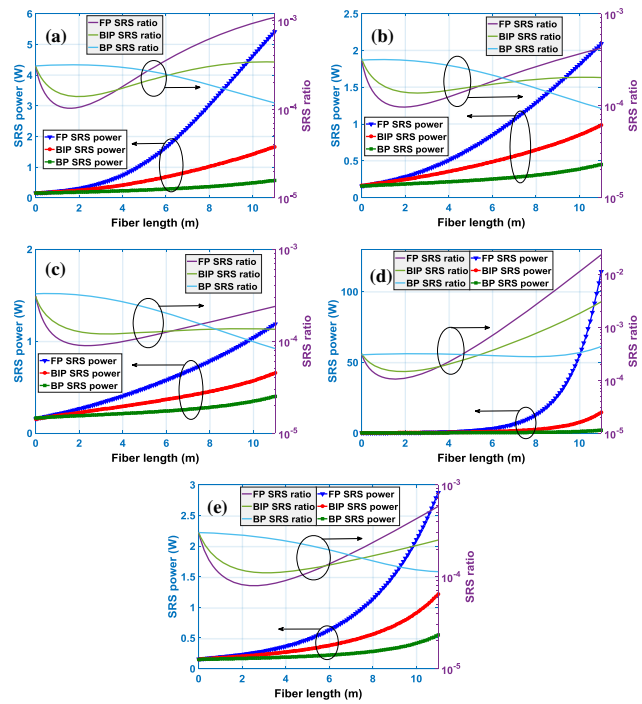 (a)
FP SRS ratio
BIP SRS ratio
BP SRS ratio
FP SRS power
BIP SRS power
BP SRS power
SRS power (W)
0 1 2 3 4 5 6
0 2 4 6 8 10
Fiber length (m)
10^-3
10^-4
10^-5
SRS ratio
(b)
FP SRS ratio
BIP SRS ratio
BP SRS ratio
FP SRS power
BIP SRS power
BP SRS power
SRS power (W)
0 0.5 1 1.5 2 2.5
0 2 4 6 8 10
Fiber length (m)
10^-3
10^-4
10^-5
SRS ratio
(c)
FP SRS ratio
BIP SRS ratio
BP SRS ratio
FP SRS power
BIP SRS power
BP SRS power
SRS power (W)
0 1 2
0 2 4 6 8 10
Fiber length (m)
10^-3
10^-4
10^-5
SRS ratio
(d)
FP SRS ratio
BIP SRS ratio
BP SRS ratio
FP SRS power
BIP SRS power
BP SRS power
SRS power (W)
0 50 100
0 2 4 6 8 10
Fiber length (m)
10^-2
10^-3
10^-4
10^-5
SRS ratio
(e)
FP SRS ratio
BIP SRS ratio
BP SRS ratio
FP SRS power
BIP SRS power
BP SRS power
SRS power (W)
0 0.5 1 1.5 2 2.5 3
0 2 4 6 8 10
Fiber length (m)
10^-3
10^-4
10^-5
SRS ratio